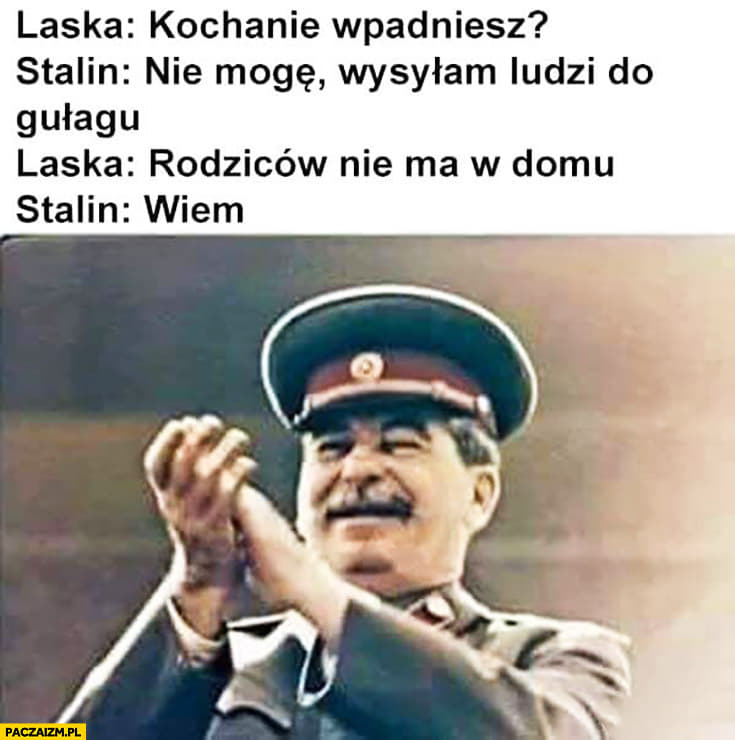 Laska: Kochanie wpadniesz?
Stalin: Nie mogę, wysyłam ludzi do
gułagu
Laska: Rodziców nie ma w domu
Stalin: Wiem
PACZAIZM.PL